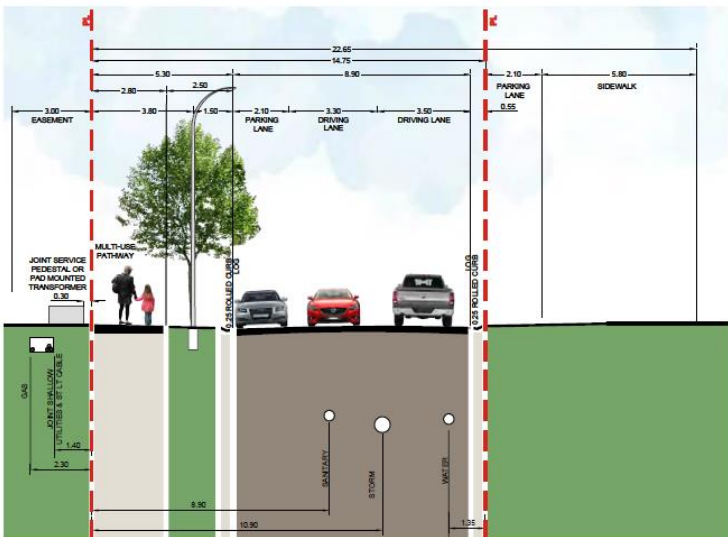 PL
PL
22.65
14.75
5.30
8.90
2.10
5.80
PARKING
LANE
SIDEWALK
2.80
2.50
3.00
3.80
1.50
2.10
3.30
3.50
0.55
EASEMENT
PARKING
LANE
DRIVING
LANE
DRIVING LANE
MULTI-USE
PATHWAY
JOINT SERVICE
PEDESTAL OR
PAD MOUNTED
TRANSFORMER
0.30
0.25 ROLLED CURB
LOG
0.25 ROLLED CURB
LOG
GAS
JOINT SHALLOW
UTILITIES & ST LT CABLE
1.40
2.30
SANITARY
STORM
WATER
8.90
10.90
1.35